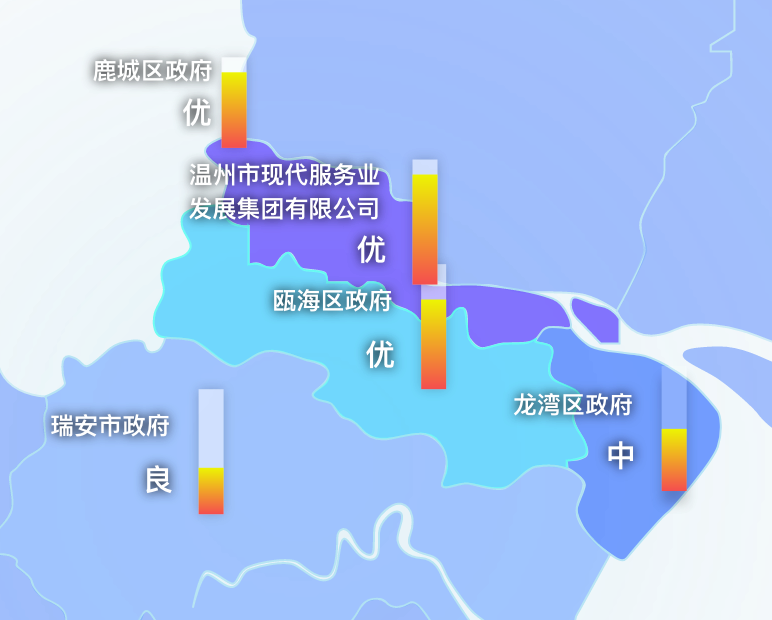 鹿城区政府
优
温州市现代服务业
发展集团有限公司
优
瓯海区政府
优
龙湾区政府
中
瑞安市政府
良